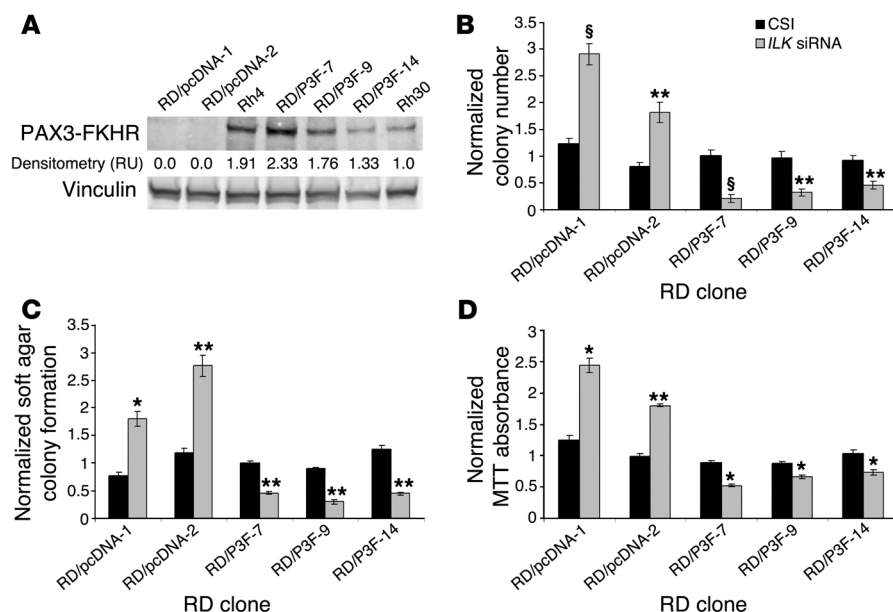 A
RD/pcDNA-1
RD/pcDNA-2
Rh4
RD/P3F-7
RD/P3F-9
RD/P3F-14
Rh30
PAX3-FKHR
Densitometry (RU) 0.0 0.0 1.91 2.33 1.76 1.33 1.0
Vinculin
B
CSI
ILK siRNA
Normalized
colony number
3.5
3
2.5
2
1.5
1
0.5
0
§
**
§
**
**
RD/pcDNA-1
RD/pcDNA-2
RD/P3F-7
RD/P3F-9
RD/P3F-14
RD clone
C
Normalized soft agar
colony formation
3.5
3
2.5
2
1.5
1
0.5
0
*
**
**
**
**
RD/pcDNA-1
RD/pcDNA-2
RD/P3F-7
RD/P3F-9
RD/P3F-14
RD clone
D
Normalized
MTT absorbance
3
2.5
2
1.5
1
0.5
0
*
**
*
*
*
RD/pcDNA-1
RD/pcDNA-2
RD/P3F-7
RD/P3F-9
RD/P3F-14
RD clone